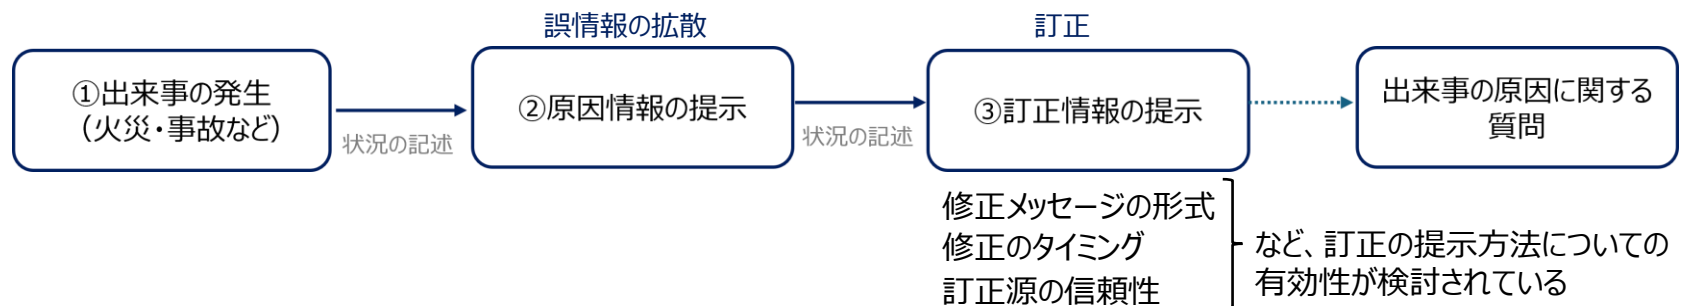 誤情報の拡散
訂正
①出来事の発生
(火災・事故など)
状況の記述
②原因情報の提示
状況の記述
③訂正情報の提示
出来事の原因に関する
質問
修正メッセージの形式
修正のタイミング
訂正源の信頼性
など、訂正の提示方法についての
有効性が検討されている